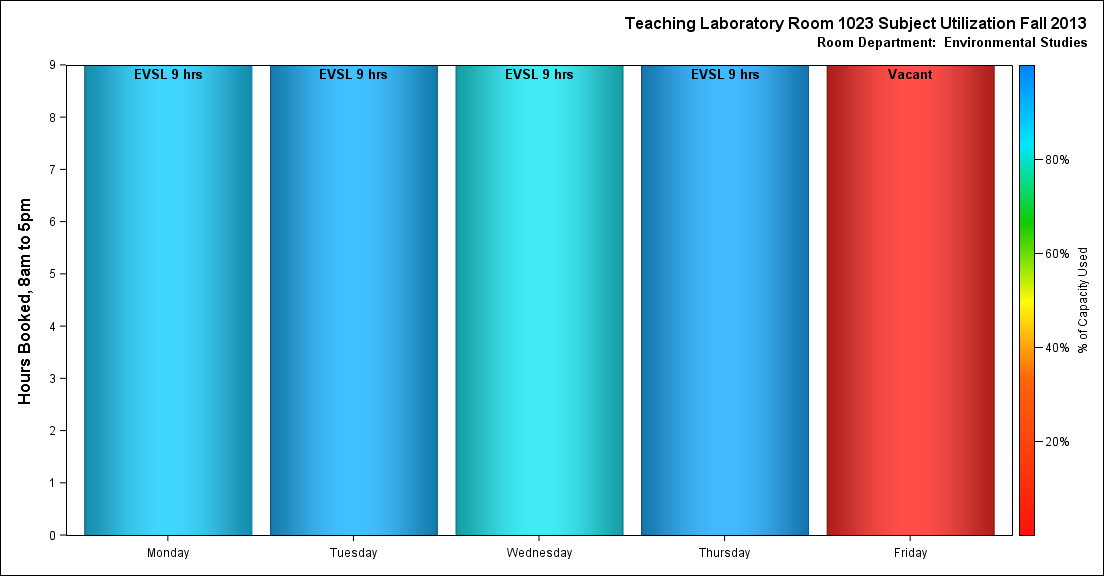 Teaching Laboratory Room 1023 Subject Utilization Fall 2013
Room Department:  Environmental Studies
EVSL 9 hrs
EVSL 9 hrs
EVSL 9 hrs
EVSL 9 hrs
Vacant
Hours Booked, 8am to 5pm
9
8
7
6
5
4
3
2
1
0
Monday
Tuesday
Wednesday
Thursday
Friday
80%
60%
40%
20%
% of Capacity Used